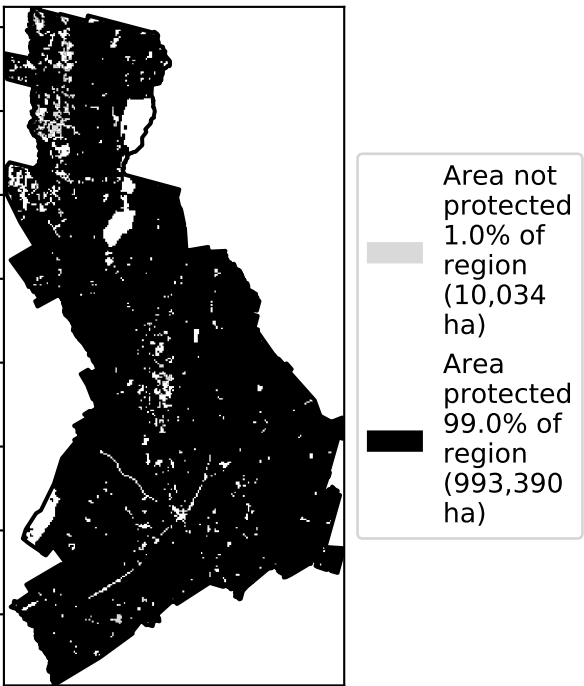 Area not
protected
1.0% of
region
(10,034
ha)
Area
protected
99.0% of
region
(993,390
ha)